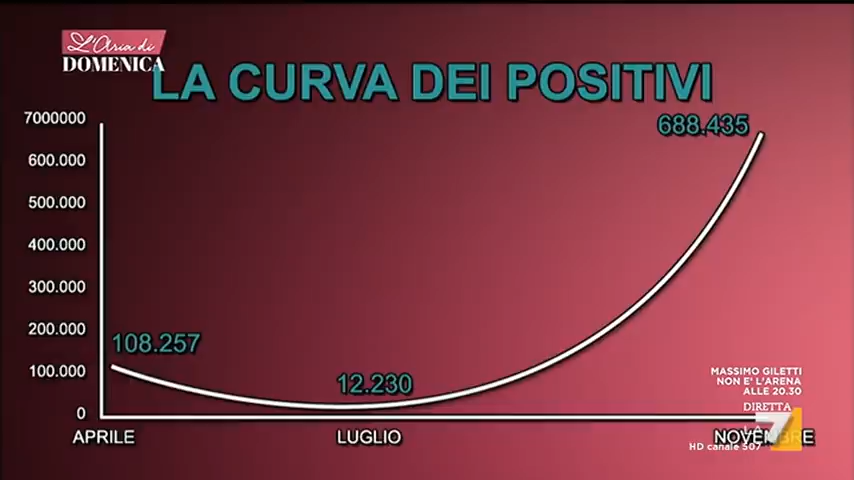 L'Aria di
DOMENICA
LA CURVA DEI POSITIVI
7000000
688.435
600.000
500.000
400.000
300.000
200.000
108.257
100.000
12.230
0
APRILE
LUGLIO
NOVEMBRE
MASSIMO GILETTI
NON E' L'ARENA
ALLE 20.30
DIRETTA
LA 7
HD canale 507